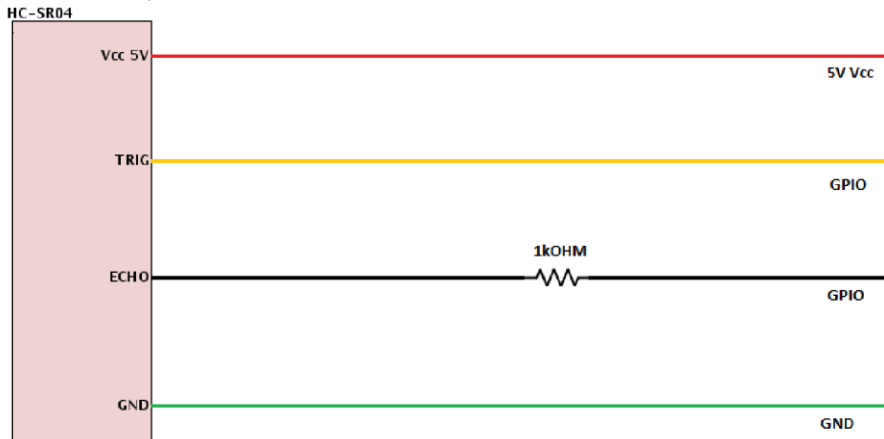 HC-SR04
Vcc 5V
5V Vcc
TRIG
GPIO
1kOHM
ECHO
GPIO
GND
GND